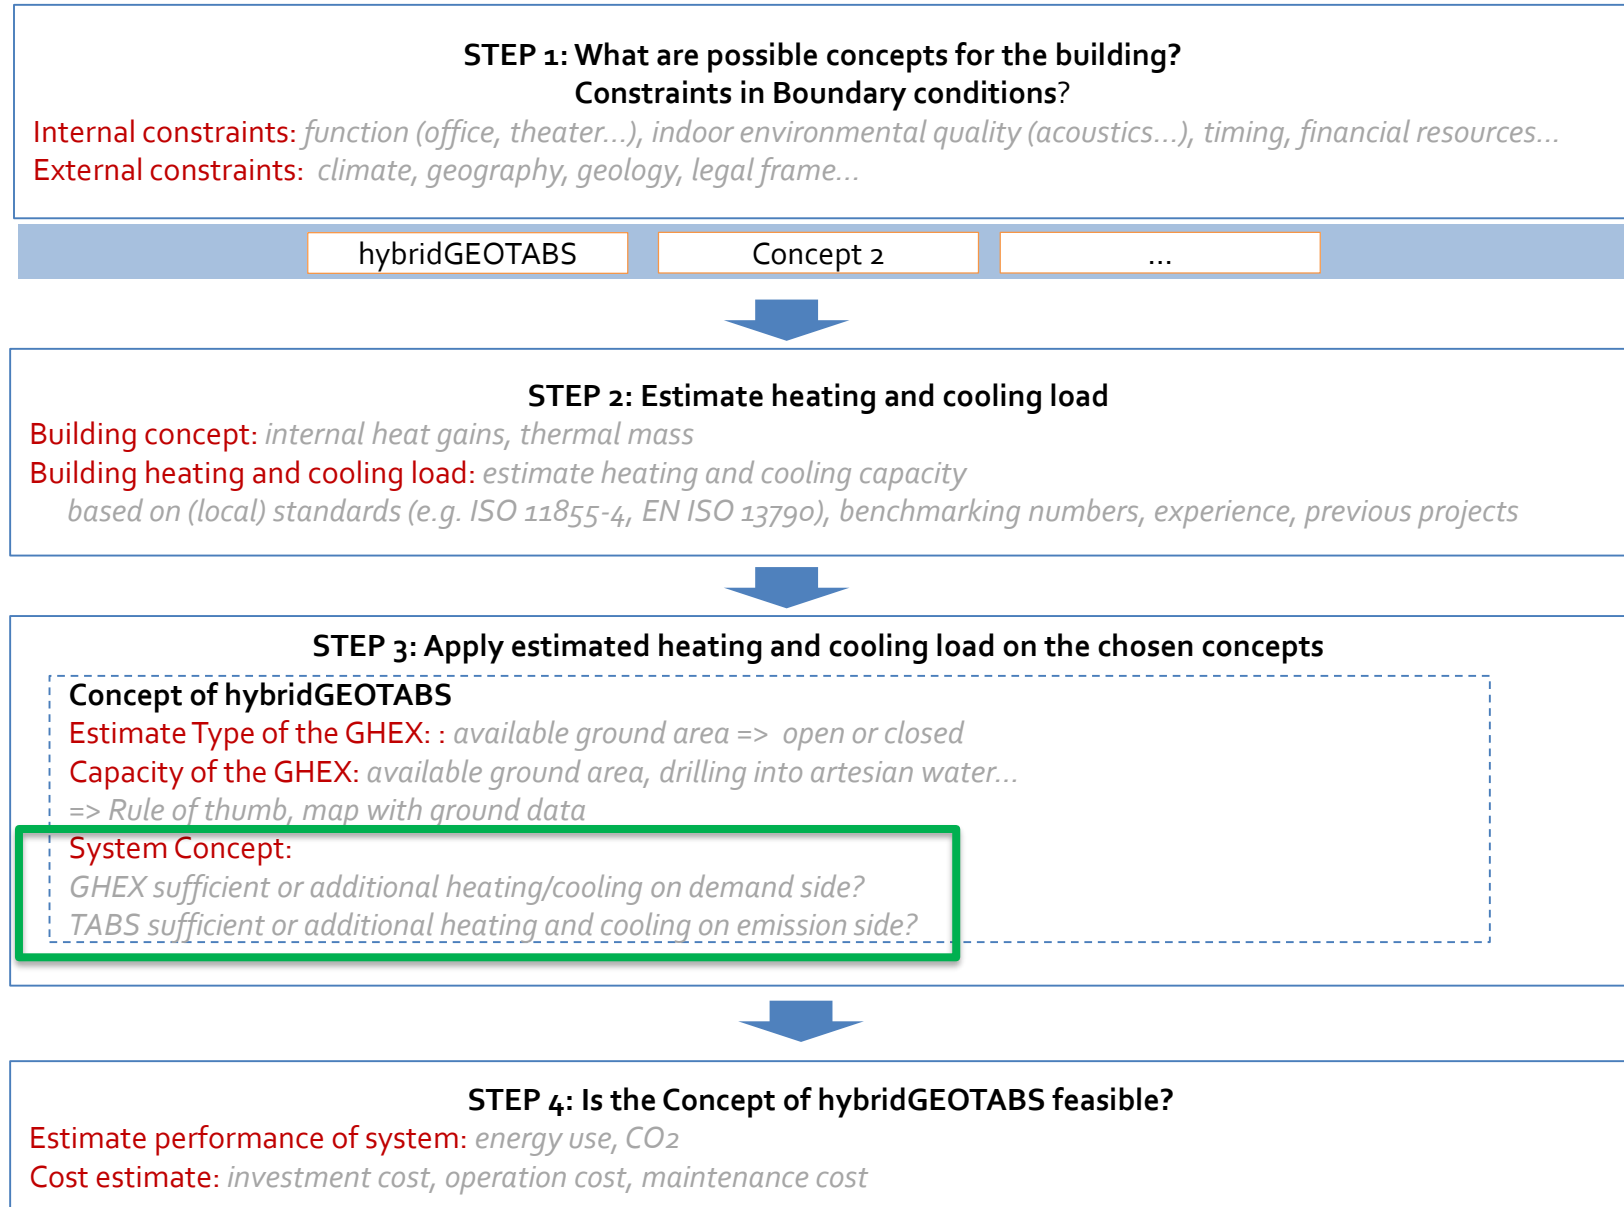 STEP 1: What are possible concepts for the building?
Constraints in Boundary conditions?
Internal constraints: function (office, theater...), indoor environmental quality (acoustics...), timing, financial resources...
External constraints: climate, geography, geology, legal frame...
hybridGEOTABS
Concept 2
...
STEP 2: Estimate heating and cooling load
Building concept: internal heat gains, thermal mass
Building heating and cooling load: estimate heating and cooling capacity
based on (local) standards (e.g. ISO 11855-4, EN ISO 13790), benchmarking numbers, experience, previous projects
STEP 3: Apply estimated heating and cooling load on the chosen concepts
Concept of hybridGEOTABS
Estimate Type of the GHEX: : available ground area => open or closed
Capacity of the GHEX: available ground area, drilling into artesian water...
=> Rule of thumb, map with ground data
System Concept:
GHEX sufficient or additional heating/cooling on demand side?
TABS sufficient or additional heating and cooling on emission side?
STEP 4: Is the Concept of hybridGEOTABS feasible?
Estimate performance of system: energy use, CO2
Cost estimate: investment cost, operation cost, maintenance cost